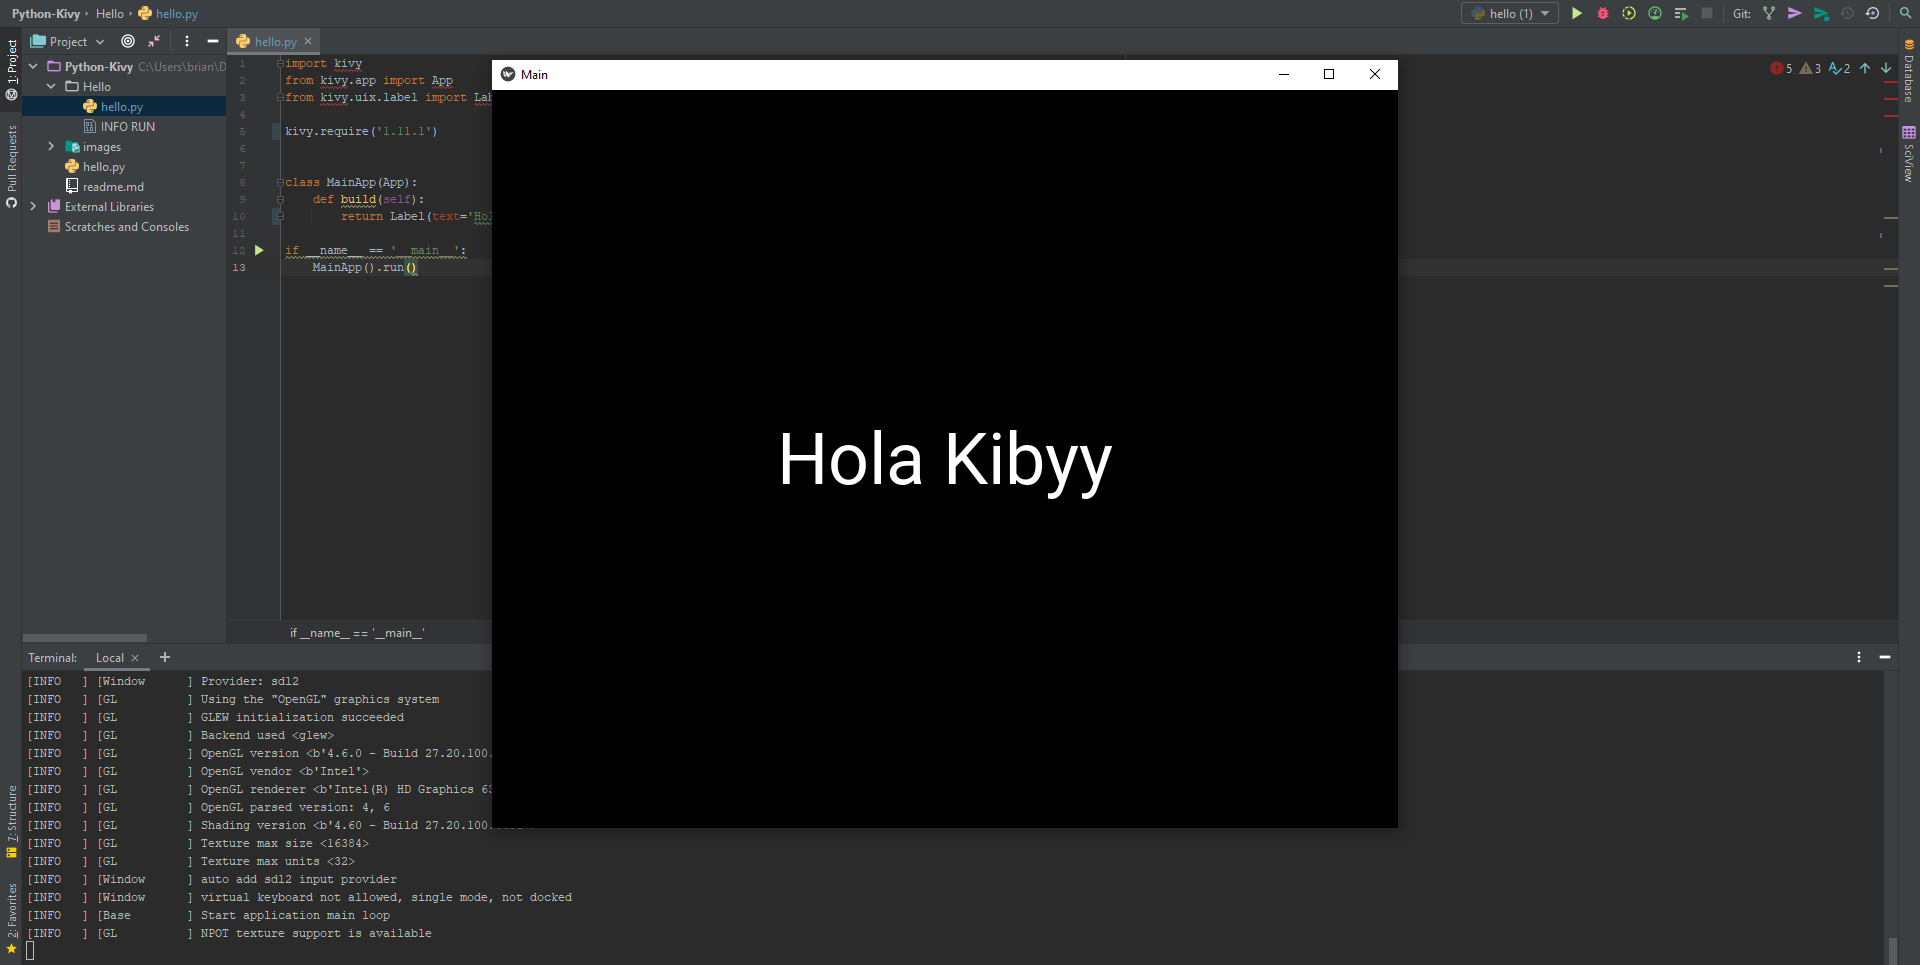 Python-Kivy › Hello › hello.py
hello (1)
Git:
Project
hello.py ×
1: Project
Pull Requests
7: Structure
2: Favorites
Database
SciView
Python-Kivy C:\Users\brian\D
Hello
hello.py
INFO RUN
images
hello.py
readme.md
External Libraries
Scratches and Consoles
5 3 2
1 import kivy
2 from kivy.app import App
3 from kivy.uix.label import Lab
4
5 kivy.require('1.11.1')
6
7
8 class MainApp(App):
9 def build(self):
10 return Label(text='Hol
11
12 if __name__ == '__main__':
13 MainApp().run()
if __name__ == '__main__'
Main
Hola Kibyy
Terminal: Local × +
[INFO ] [Window ] Provider: sdl2
[INFO ] [GL ] Using the "OpenGL" graphics system
[INFO ] [GL ] GLEW initialization succeeded
[INFO ] [GL ] Backend used <glew>
[INFO ] [GL ] OpenGL version <b'4.6.0 - Build 27.20.100.
[INFO ] [GL ] OpenGL vendor <b'Intel'>
[INFO ] [GL ] OpenGL renderer <b'Intel(R) HD Graphics 63
[INFO ] [GL ] OpenGL parsed version: 4, 6
[INFO ] [GL ] Shading version <b'4.60 - Build 27.20.100.
[INFO ] [GL ] Texture max size <16384>
[INFO ] [GL ] Texture max units <32>
[INFO ] [Window ] auto add sdl2 input provider
[INFO ] [Window ] virtual keyboard not allowed, single mode, not docked
[INFO ] [Base ] Start application main loop
[INFO ] [GL ] NPOT texture support is available